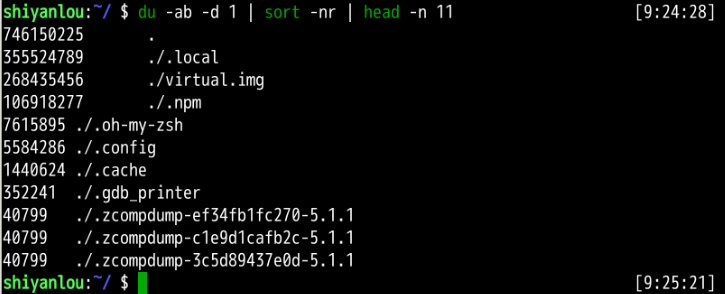 shiyanlou:~/ $ du -ab -d 1 | sort -nr | head -n 11 [9:24:28]
746150225 .
355524789 ./.local
268435456 ./virtual.img
106918277 ./.npm
7615895 ./.oh-my-zsh
5584286 ./.config
1440624 ./.cache
352241 ./.gdb_printer
40799 ./.zcompdump-ef34fb1fc270-5.1.1
40799 ./.zcompdump-c1e9d1cafb2c-5.1.1
40799 ./.zcompdump-3c5d89437e0d-5.1.1
shiyanlou:~/ $ [9:25:21]